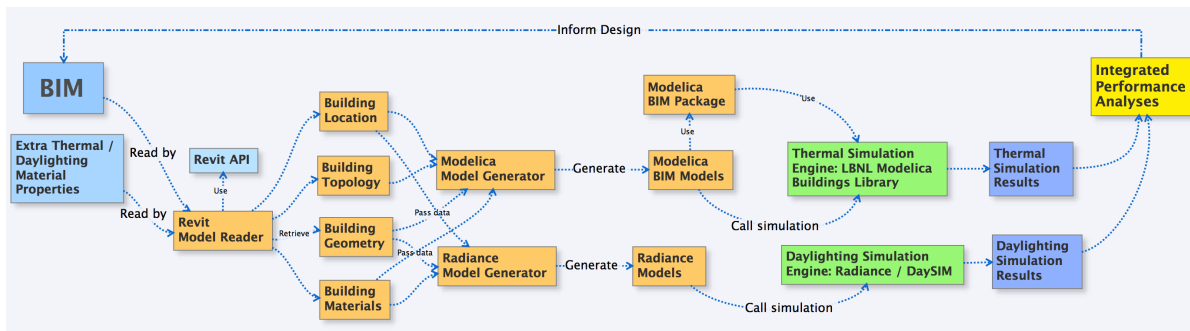 Inform Design
BIM
Integrated
Performance
Analyses
Extra Thermal /
Daylighting
Material
Properties
Read by
Read by
Revit API
Use
Revit
Model Reader
Retrieve
Building
Location
Building
Topology
Building
Geometry
Building
Materials
Pass data
Pass data
Modelica
Model Generator
Radiance
Model Generator
Generate
Generate
Modelica
BIM Package
Use
Use
Modelica
BIM Models
Radiance
Models
Call simulation
Call simulation
Thermal Simulation
Engine: LBNL Modelica
Buildings Library
Daylighting Simulation
Engine: Radiance / DaySIM
Thermal
Simulation
Results
Daylighting
Simulation
Results